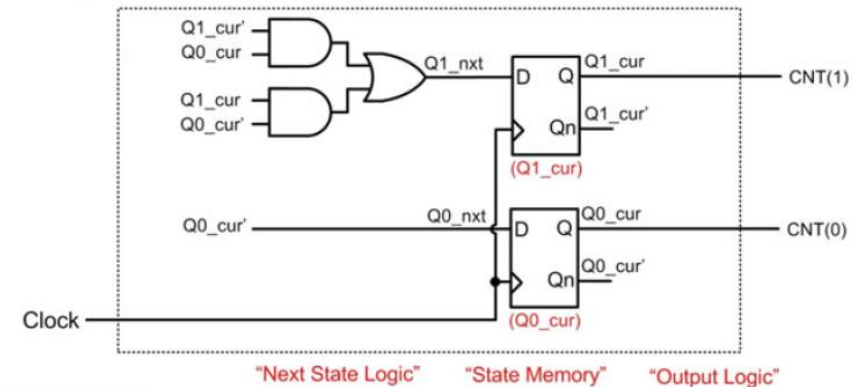 Q1_cur'
Q0_cur
Q1_nxt
Q1_cur
CNT(1)
D Q
Q1_cur
Q0_cur'
Q1_cur'
Qn
(Q1_cur)
Q0_cur'
Q0_nxt
Q0_cur
CNT(0)
D Q
Q0_cur'
Qn
Clock
(Q0_cur)
"Next State Logic" "State Memory" "Output Logic"